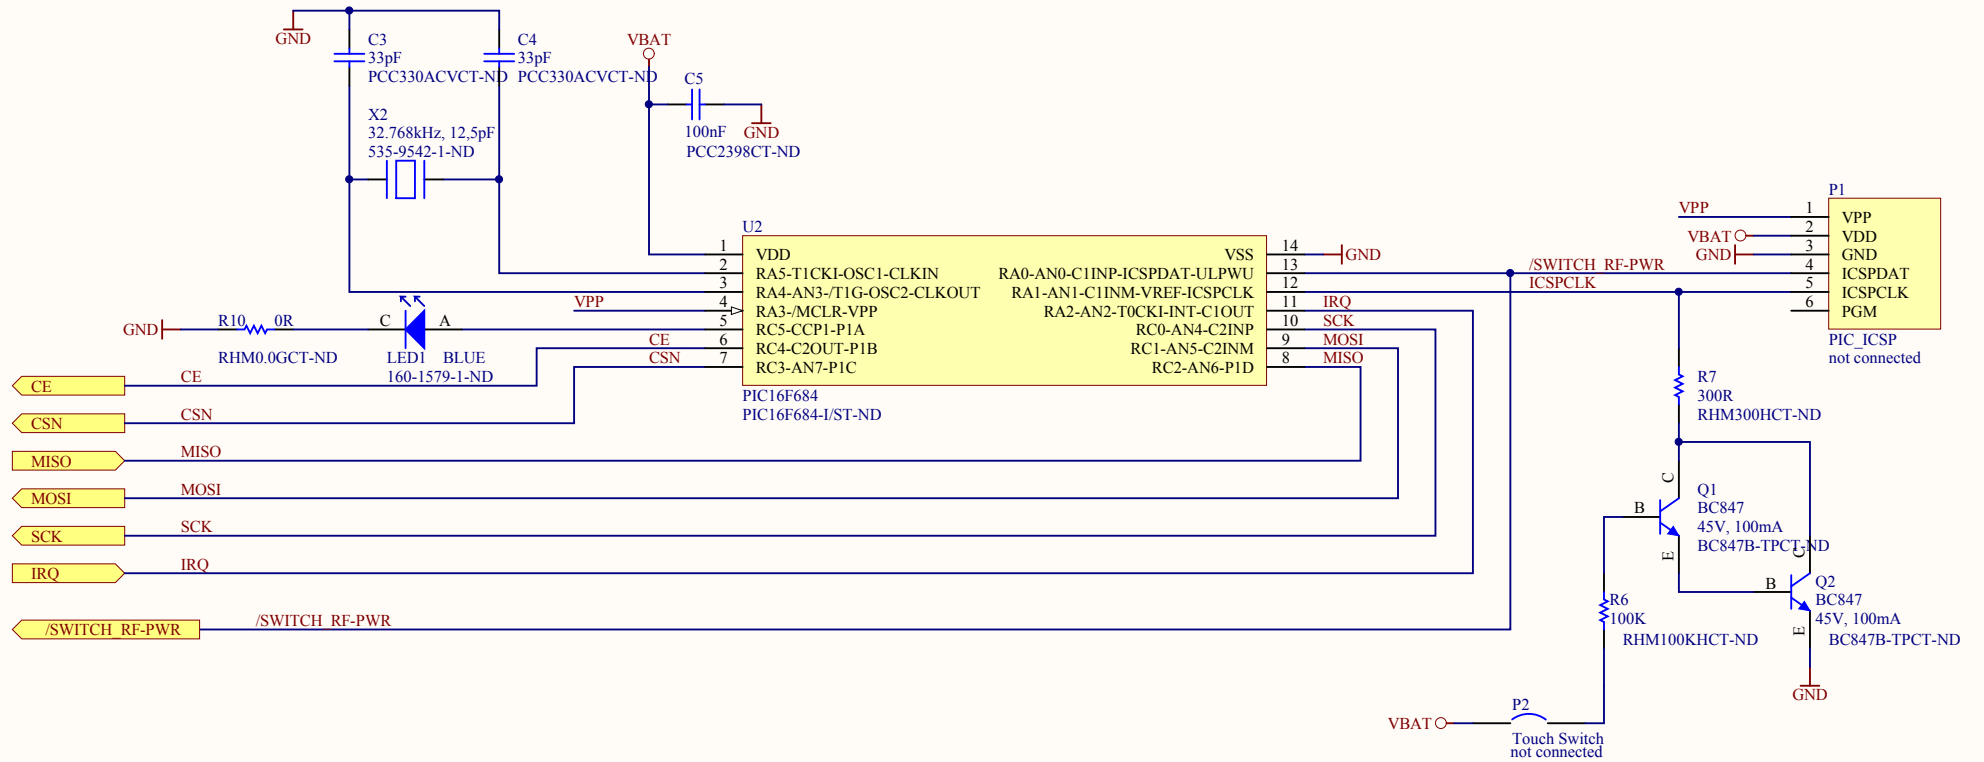 GND
C3
33pF
PCC330ACVCT-ND
C4
33pF
PCC330ACVCT-ND
X2
32.768kHz, 12,5pF
535-9542-1-ND
VBAT
C5
100nF
PCC2398CT-ND
GND
U2
1 VDD
2 RA5-T1CKI-OSC1-CLKIN
3 RA4-AN3-/T1G-OSC2-CLKOUT
VPP 4 RA3-/MCLR-VPP
5 RC5-CCP1-P1A
CE 6 RC4-C2OUT-P1B
CSN 7 RC3-AN7-P1C
VSS 14 GND
RA0-AN0-C1INP-ICSPDAT-ULPWU 13
RA1-AN1-C1INM-VREF-ICSPCLK 12
RA2-AN2-T0CKI-INT-C1OUT 11 IRQ
RC0-AN4-C2INP 10 SCK
RC1-AN5-C2INM 9 MOSI
RC2-AN6-P1D 8 MISO
PIC16F684
PIC16F684-I/ST-ND
GND
R10 0R
RHM0.0GCT-ND
C A
LED1 BLUE
160-1579-1-ND
CE CE
CSN CSN
MISO MISO
MOSI MOSI
SCK SCK
IRQ IRQ
/SWITCH_RF-PWR /SWITCH_RF-PWR
P1
VPP 1 VPP
VBAT 2 VDD
GND 3 GND
/SWITCH_RF-PWR 4 ICSPDAT
ICSPCLK 5 ICSPCLK
6 PGM
PIC_ICSP
not connected
R7
300R
RHM300HCT-ND
C
B
E
Q1
BC847
45V, 100mA
BC847B-TPCT-ND
C
B
E
Q2
BC847
45V, 100mA
BC847B-TPCT-ND
GND
R6
100K
RHM100KHCT-ND
VBAT
P2
Touch Switch
not connected